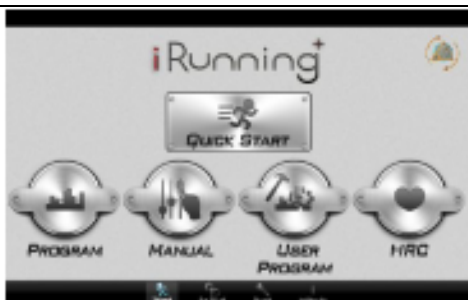 iRunning+
QUICK START
PROGRAM
MANUAL
USER
PROGRAM
HRC